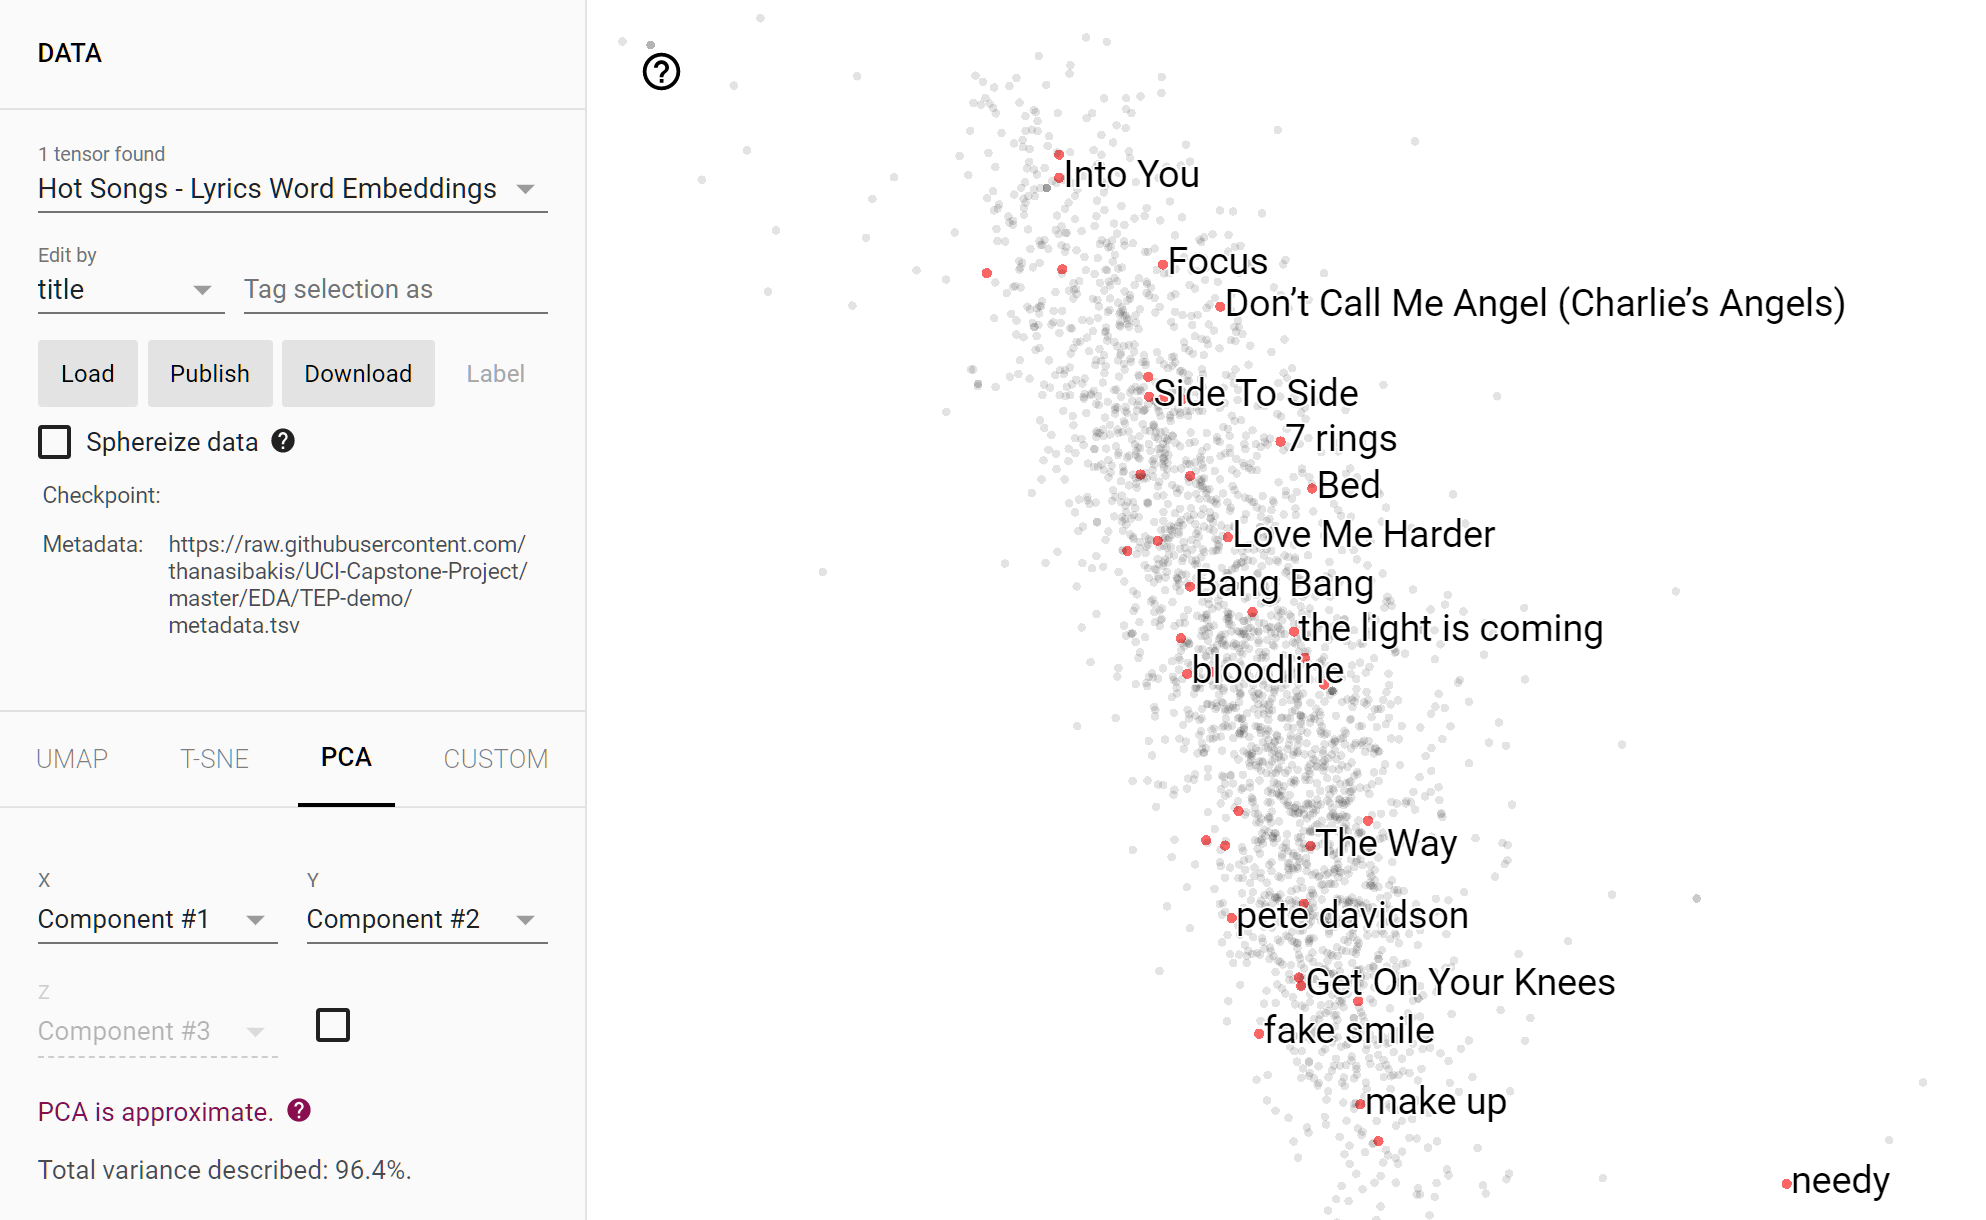 DATA
1 tensor found
Hot Songs - Lyrics Word Embeddings
Edit by
title
Tag selection as
Load
Publish
Download
Label
Sphereize data
Checkpoint:
Metadata:
https://raw.githubusercontent.com/
thanasibakis/UCI-Capstone-Project/
master/EDA/TEP-demo/
metadata.tsv
UMAP
T-SNE
PCA
CUSTOM
X
Component #1
Y
Component #2
Z
Component #3
PCA is approximate.
Total variance described: 96.4%.
Into You
Focus
Don’t Call Me Angel (Charlie’s Angels)
Side To Side
7 rings
Bed
Love Me Harder
Bang Bang
the light is coming
bloodline
The Way
pete davidson
Get On Your Knees
fake smile
make up
needy